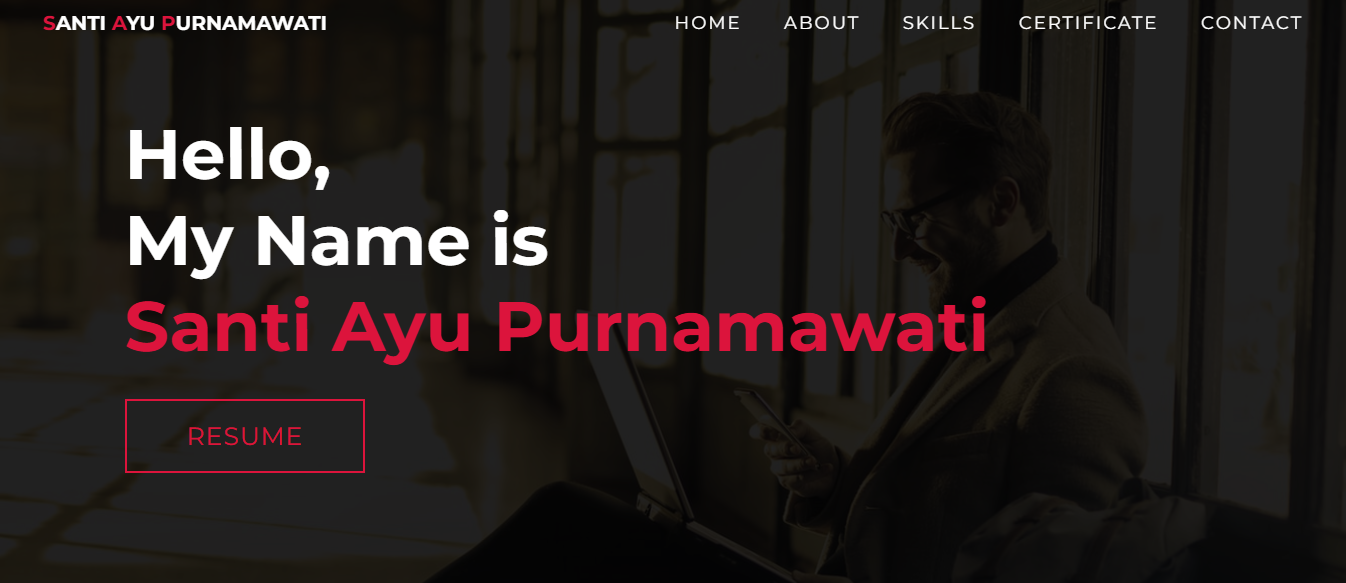 SANTI AYU PURNAMAWATI
HOME ABOUT SKILLS CERTIFICATE CONTACT
Hello,
My Name is
Santi Ayu Purnamawati
RESUME